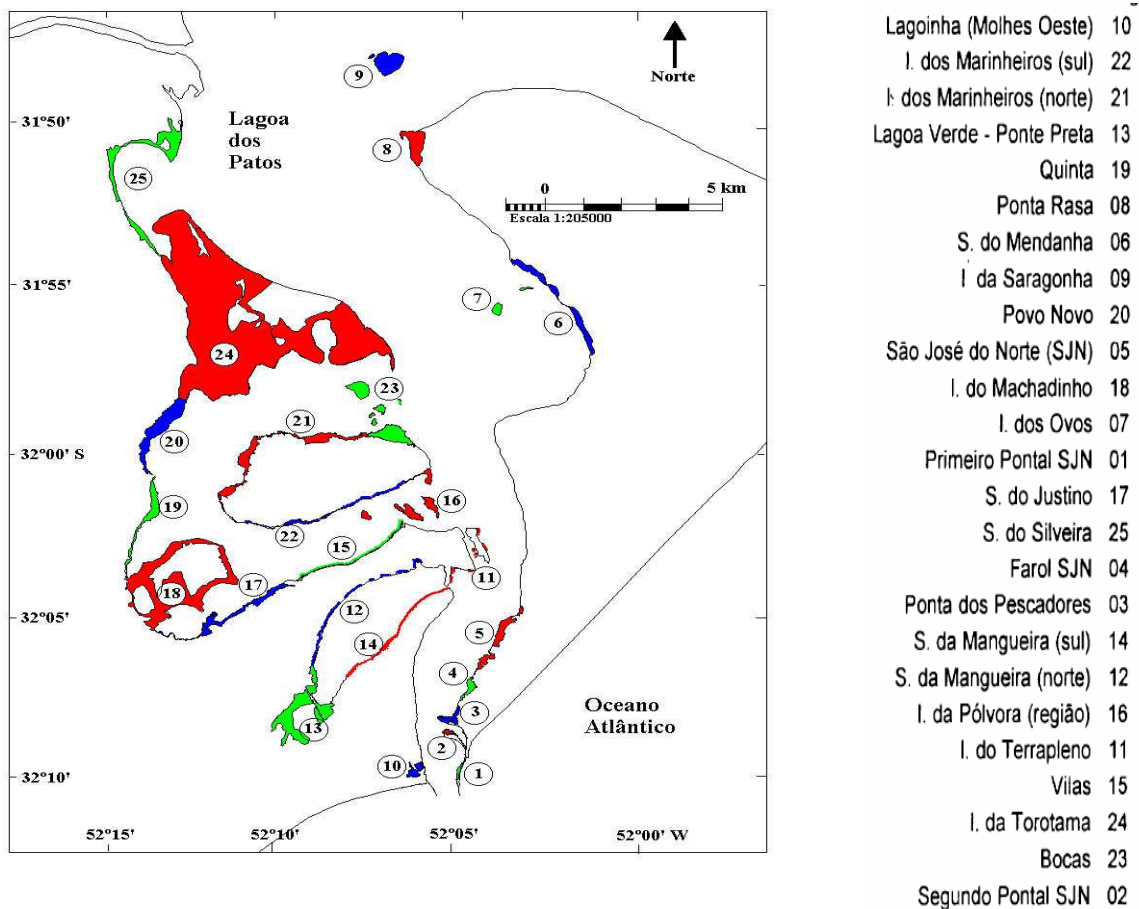 Norte
9
31°50'
Lagoa
dos
Patos
8
25
0 5 km
Escala 1:205000
31°55'
7
6
24
23
21
20
32°00' S
19
16
22
15
17
11
18
12
32°05'
5
14
4
Oceano
Atlântico
3
13
2
10
1
32°10'
52°15' 52°10' 52°05' 52°00' W
Lagoinha (Molhes Oeste) 10
I. dos Marinheiros (sul) 22
I. dos Marinheiros (norte) 21
Lagoa Verde - Ponte Preta 13
Quinta 19
Ponta Rasa 08
S. do Mendanha 06
I da Saragonha 09
Povo Novo 20
São José do Norte (SJN) 05
I. do Machadinho 18
I. dos Ovos 07
Primeiro Pontal SJN 01
S. do Justino 17
S. do Silveira 25
Farol SJN 04
Ponta dos Pescadores 03
S. da Mangueira (sul) 14
S. da Mangueira (norte) 12
I. da Pólvora (região) 16
I. do Terrapleno 11
Vilas 15
I. da Torotama 24
Bocas 23
Segundo Pontal SJN 02